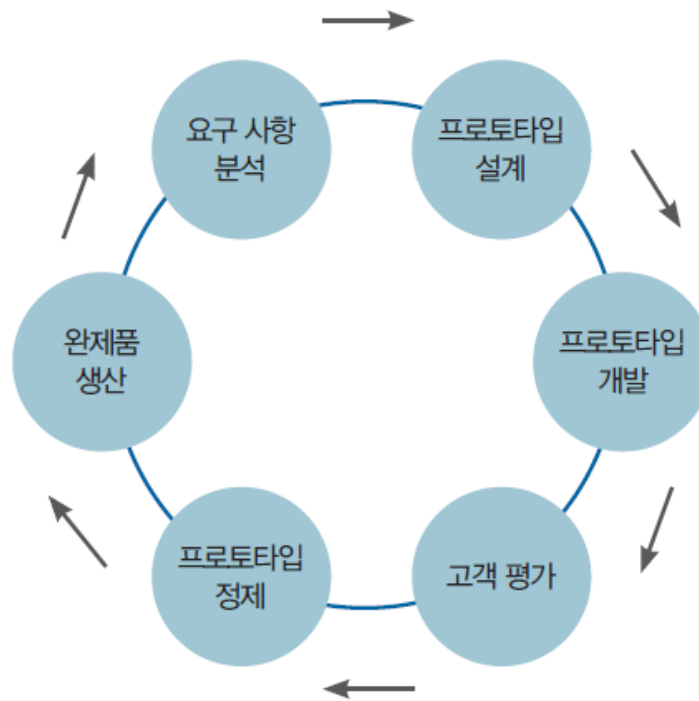 요구 사항
분석
프로토타입
설계
프로토타입
개발
고객 평가
프로토타입
정제
완제품
생산